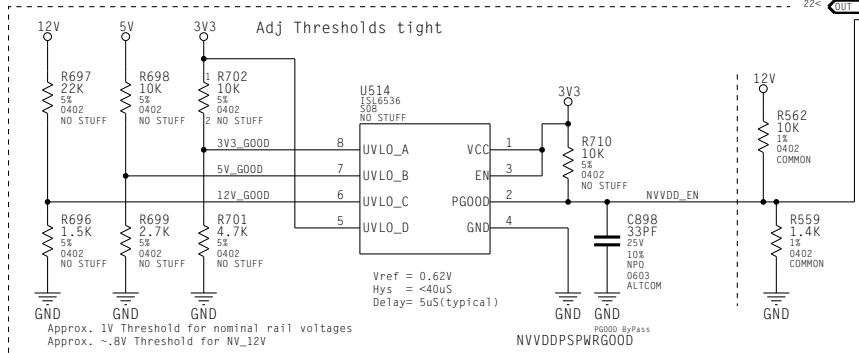 22<
OUT
Adj Thresholds tight
12V
5V
3V3
R697
22K
5%
0402
NO STUFF
R698
10K
5%
0402
NO STUFF
1
R702
10K
5%
0402
2
NO STUFF
U514
ISL6536
SO8
NO STUFF
3V3
12V
R562
10K
1%
0402
COMMON
3V3_GOOD
8
UVLO_A
VCC
1
R710
10K
5%
0402
NO STUFF
5V_GOOD
7
UVLO_B
EN
3
12V_GOOD
6
UVLO_C
PGOOD
2
NVVDD_EN
5
UVLO_D
GND
4
R696
1.5K
5%
0402
NO STUFF
R699
2.7K
5%
0402
NO STUFF
R701
4.7K
5%
0402
NO STUFF
C898
33PF
25V
10%
NPO
0603
ALTCOM
R559
1.4K
1%
0402
COMMON
Vref = 0.62V
Hys = <40uS
Delay= 5uS(typical)
GND
GND
GND
GND
GND
GND
Approx. 1V Threshold for nominal rail voltages
Approx. ~.8V Threshold for NV_12V
PGOOD ByPass
NVVDDPSPWRGOOD